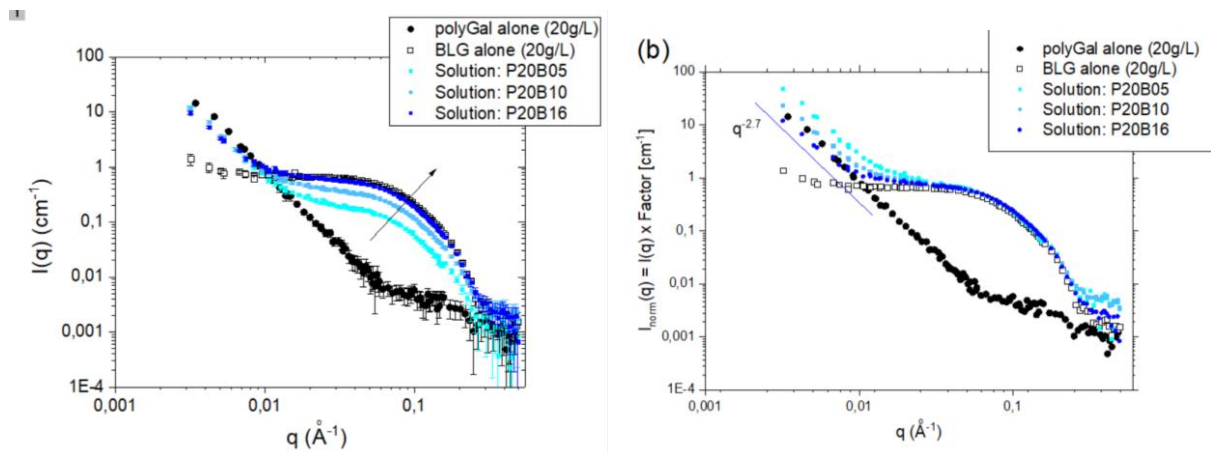 polyGal alone (20g/L)
BLG alone (20g/L)
Solution: P20B05
Solution: P20B10
Solution: P20B16
100
10
1
0,1
0,01
0,001
1E-4
I(q) (cm⁻¹)
0,001
0,01
0,1
q (Å⁻¹)
(b)
polyGal alone (20g/L)
BLG alone (20g/L)
Solution: P20B05
Solution: P20B10
Solution: P20B16
100
10
1
0,1
0,01
0,001
1E-4
q⁻²·⁷
I norm (q) = I(q) x Factor [cm⁻¹]
0,001
0,01
0,1
q (Å⁻¹)